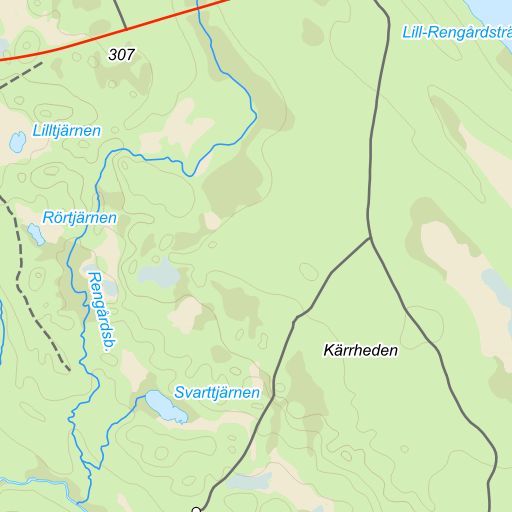 Lill-Rengårdsträ
307
Lilltjärnen
Rörtjärnen
Rengårdsb.
Kärrheden
Svarttjärnen